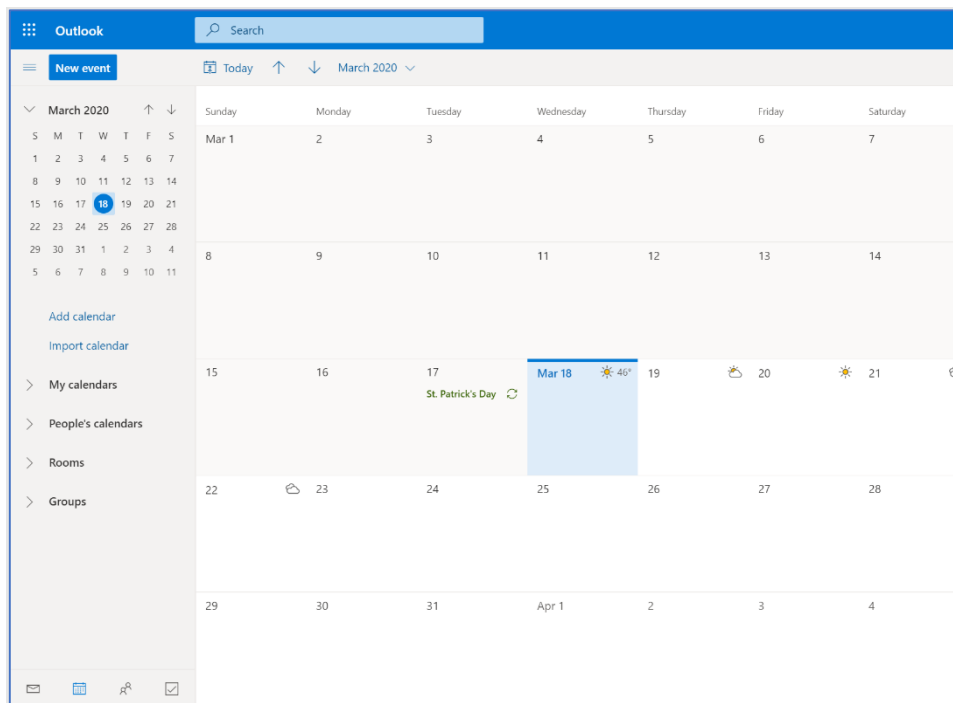 Outlook
Search
New event
Today
March 2020
March 2020
S M T W T F S
1 2 3 4 5 6 7
8 9 10 11 12 13 14
15 16 17 18 19 20 21
22 23 24 25 26 27 28
29 30 31 1 2 3 4
5 6 7 8 9 10 11
Add calendar
Import calendar
My calendars
People's calendars
Rooms
Groups
Sunday Monday Tuesday Wednesday Thursday Friday Saturday
Mar 1 2 3 4 5 6 7
8 9 10 11 12 13 14
15 16 17 Mar 18 46° 19 20 21
St. Patrick's Day
22 23 24 25 26 27 28
29 30 31 Apr 1 2 3 4